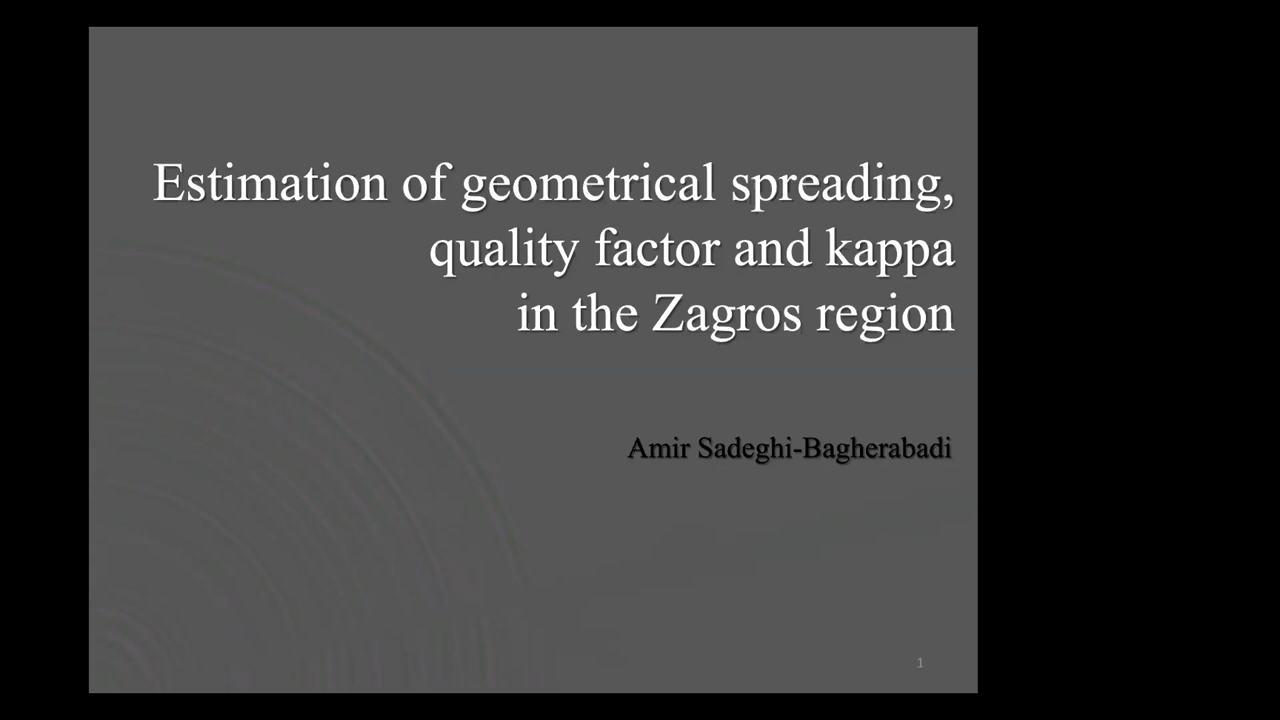 Estimation of geometrical spreading,
quality factor and kappa
in the Zagros region
Amir Sadeghi-Bagherabadi
1